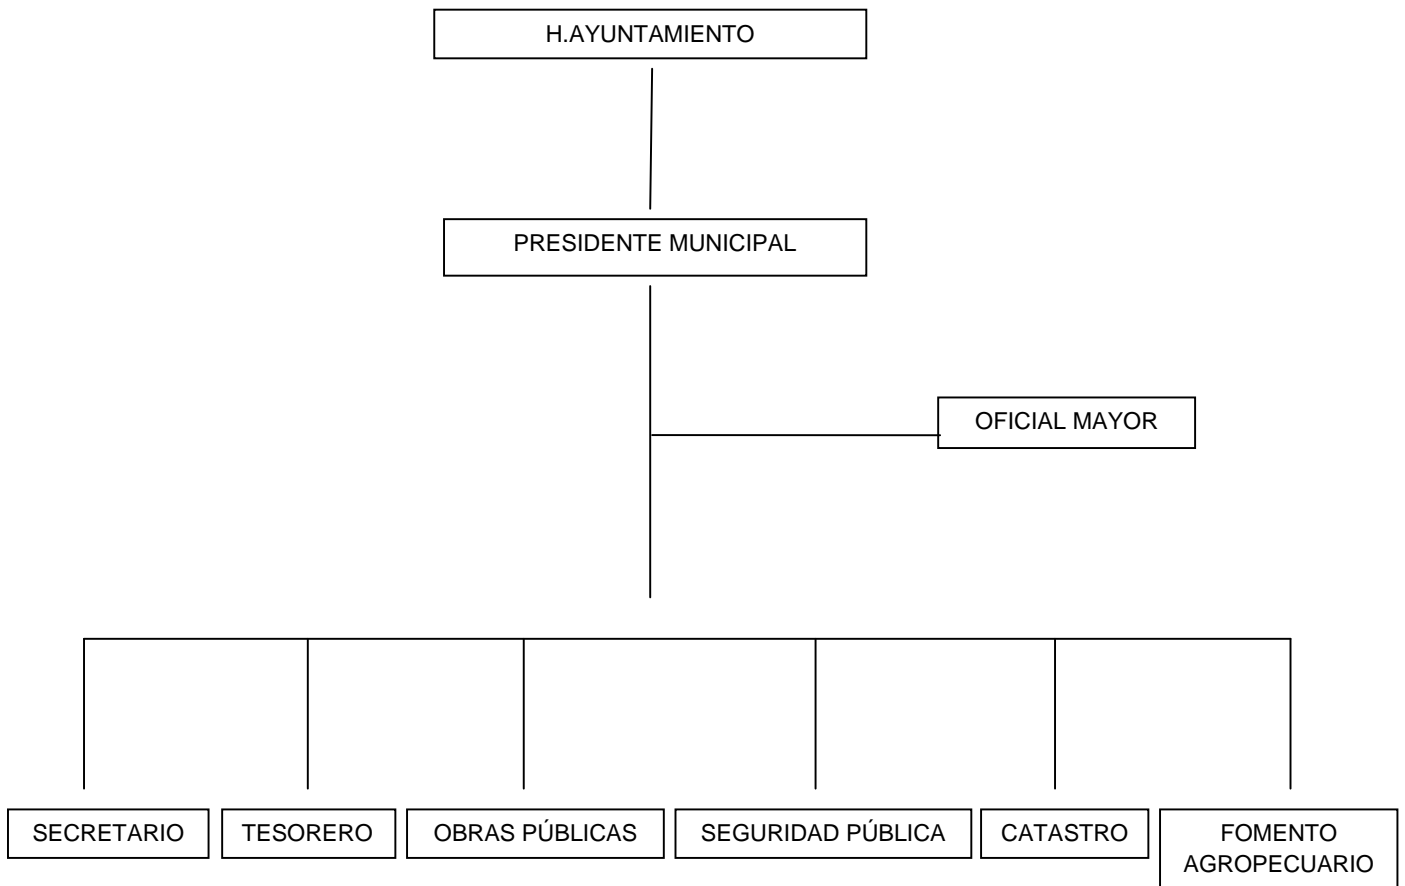 H.AYUNTAMIENTO
PRESIDENTE MUNICIPAL
OFICIAL MAYOR
SECRETARIO
TESORERO
OBRAS PÚBLICAS
SEGURIDAD PÚBLICA
CATASTRO
FOMENTO
AGROPECUARIO